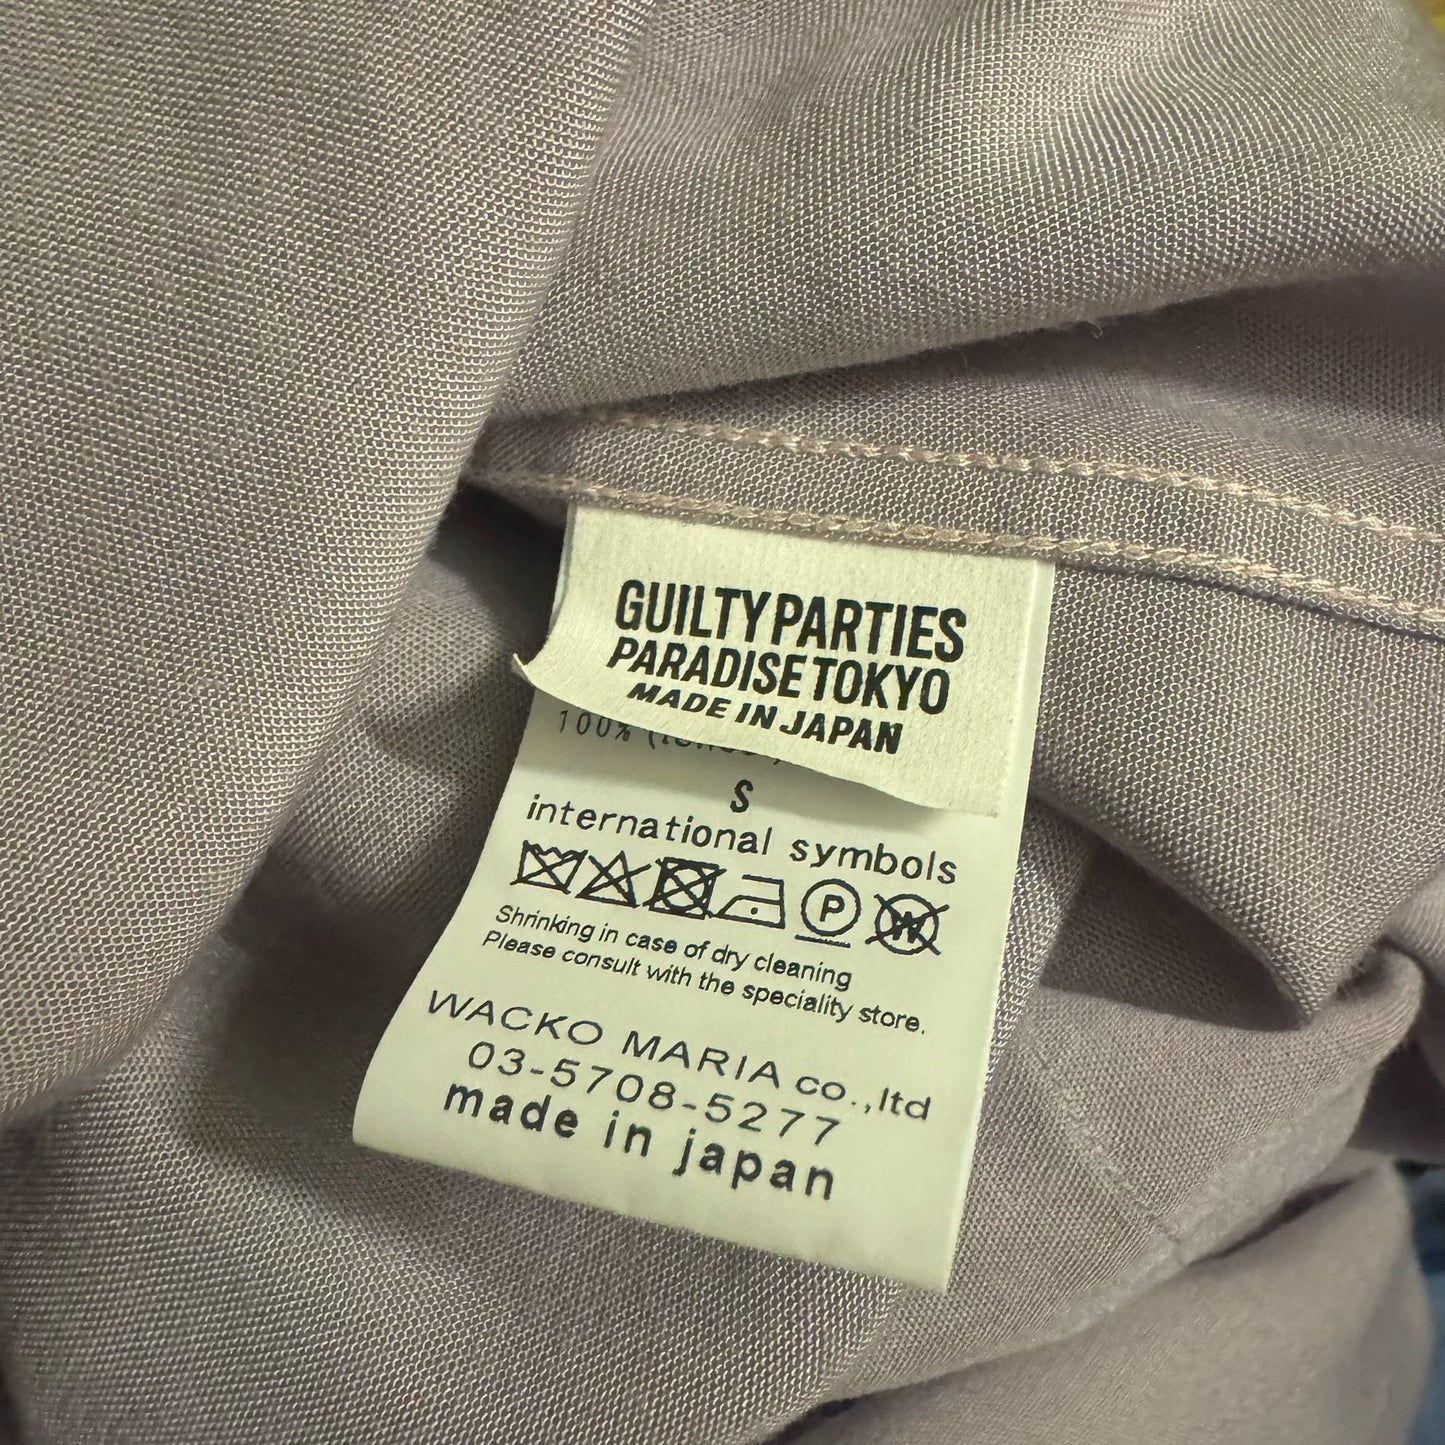 GUILTY PARTIES
PARADISE TOKYO
MADE IN JAPAN
100%
S
international symbols
P W
Shrinking in case of dry cleaning
Please consult with the speciality store.
WACKO MARIA co.,ltd
03-5708-5277
made in japan